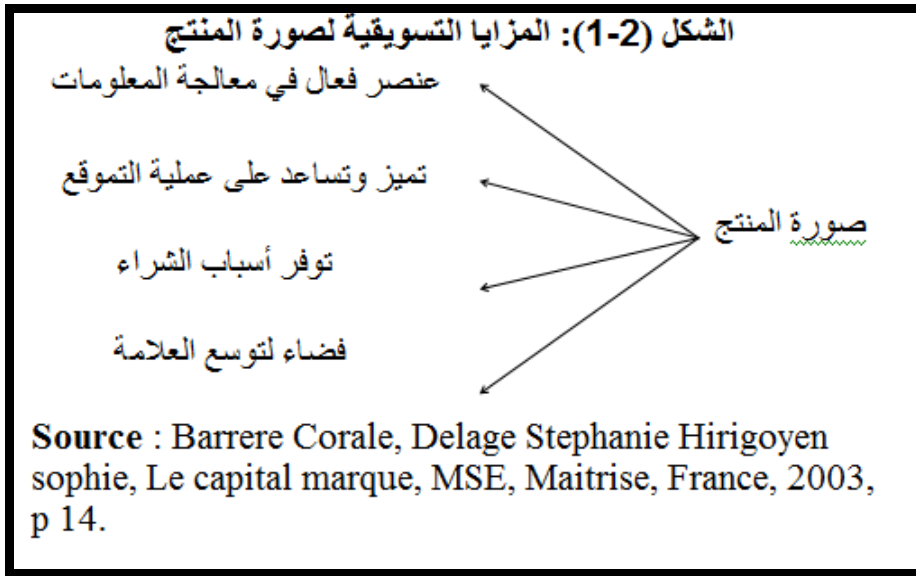 الشكل (2-1): المزايا التسويقية لصورة المنتج
عنصر فعال في معالجة المعلومات
تميز وتساعد على عملية التموقع
صورة المنتج
توفر أسباب الشراء
فضاء لتوسع العلامة
Source : Barrere Corale, Delage Stephanie Hirigoyen
sophie, Le capital marque, MSE, Maitrise, France, 2003,
p 14.